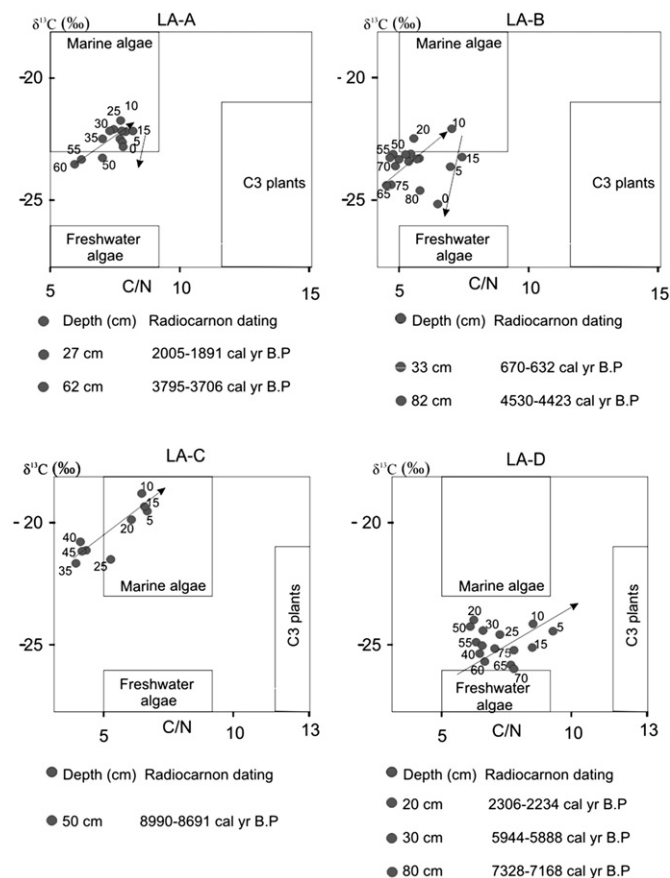 δ¹³C (‰)
LA-A
Marine algae
-20
25
10
30
15
35
5
55
0
60
50
C3 plants
-25
Freshwater algae
5
C/N
10
15
Depth (cm) Radiocarnon dating
27 cm 2005-1891 cal yr B.P
62 cm 3795-3706 cal yr B.P
δ¹³C (‰)
LA-B
Marine algae
-20
10
20
55
50
15
70
5
65
75
80
0
C3 plants
-25
Freshwater algae
5
C/N
10
15
Depth (cm) Radiocarnon dating
33 cm 670-632 cal yr B.P
82 cm 4530-4423 cal yr B.P
δ¹³C (‰)
LA-C
10
- 20
15
5
40
20
45
35
25
Marine algae
C3 plants
-25
Freshwater algae
5
C/N
10
13
Depth (cm) Radiocarnon dating
50 cm 8990-8691 cal yr B.P
δ¹³C (‰)
LA-D
- 20
Marine algae
C3 plants
20
10
50
30
25
5
-25
55
15
40
75
60
65
70
Freshwater algae
5
C/N
10
13
Depth (cm) Radiocarnon dating
20 cm 2306-2234 cal yr B.P
30 cm 5944-5888 cal yr B.P
80 cm 7328-7168 cal yr B.P